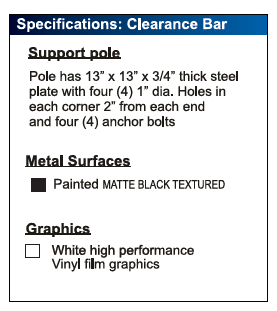 Specifications: Clearance Bar
Support pole
Pole has 13" x 13" x 3/4" thick steel
plate with four (4) 1" dia. Holes in
each corner 2" from each end
and four (4) anchor bolts
Metal Surfaces
Painted MATTE BLACK TEXTURED
Graphics
White high performance
Vinyl film graphics